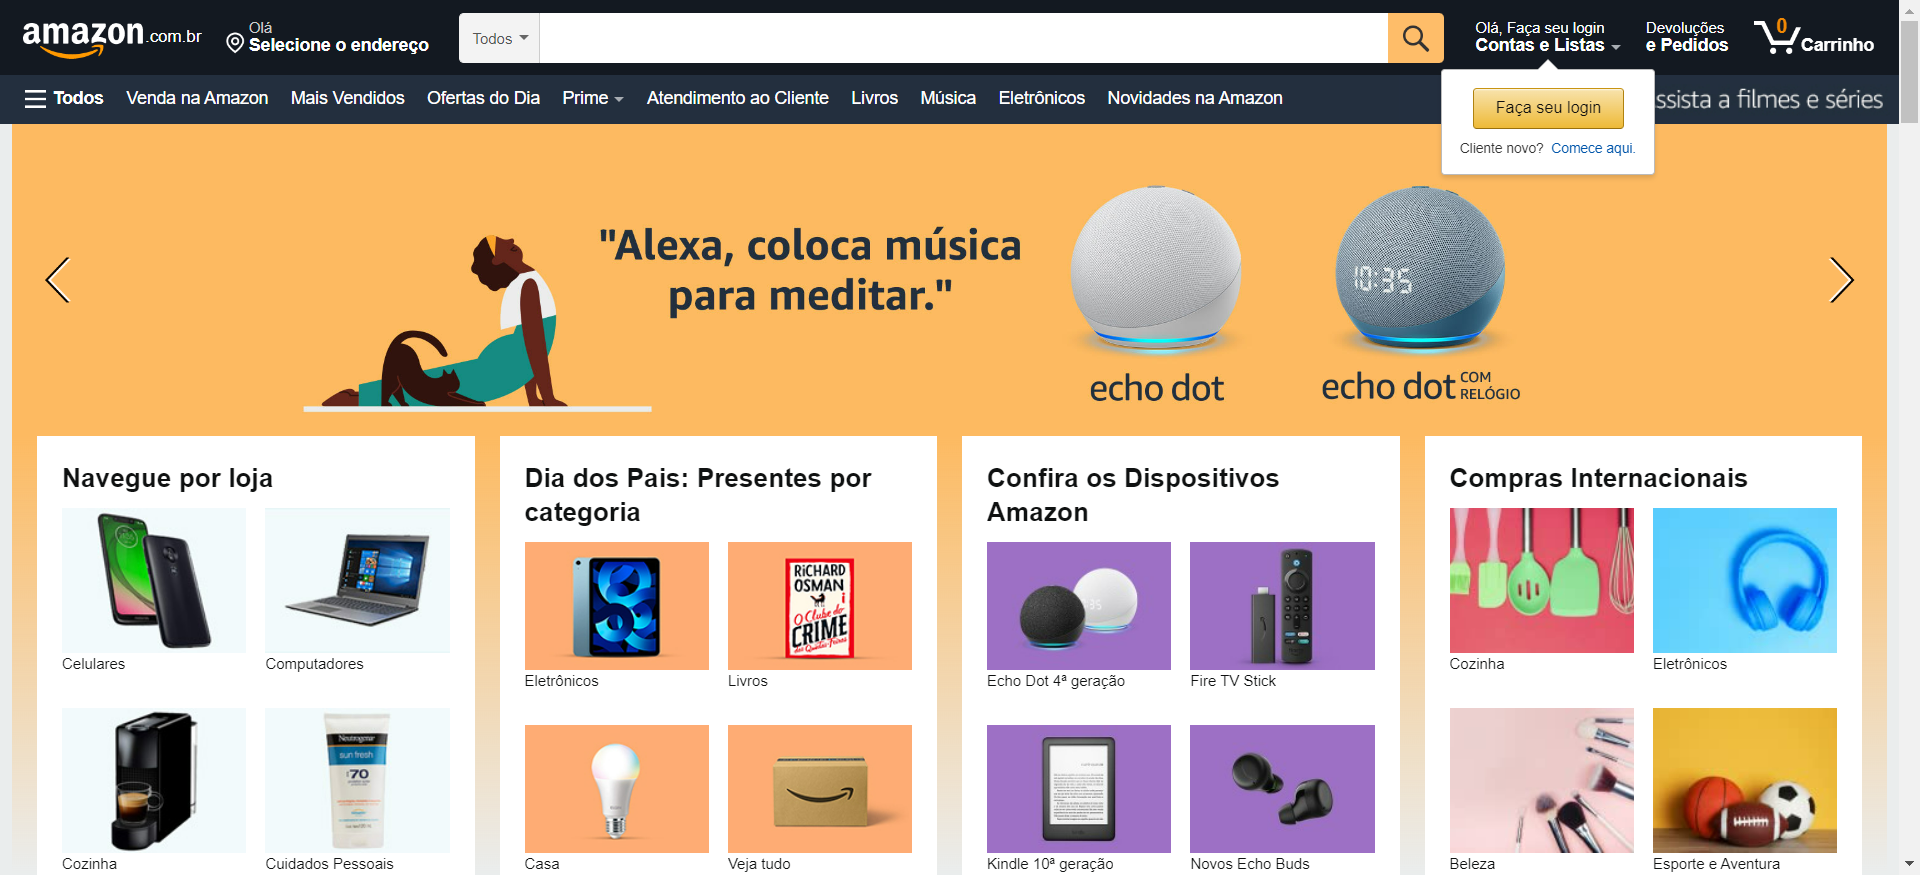 amazon.com.br
Olá
Selecione o endereço
Todos
Olá, Faça seu login
Contas e Listas
Devoluções
e Pedidos
0
Carrinho
Todos
Venda na Amazon
Mais Vendidos
Ofertas do Dia
Prime
Atendimento ao Cliente
Livros
Música
Eletrônicos
Novidades na Amazon
ssista a filmes e séries
Faça seu login
Cliente novo? Comece aqui.
"Alexa, coloca música
para meditar."
10:35
echo dot
echo dot COM
RELÓGIO
Navegue por loja
Celulares
Computadores
Cozinha
Neutrogena
sun fresh
70
Cuidados Pessoais
Dia dos Pais: Presentes por
categoria
Eletrônicos
RICHARD
OSMAN
O Clube do
CRIME
das Quintas-Feiras
Livros
Casa
Veja tudo
Confira os Dispositivos
Amazon
Echo Dot 4ª geração
Fire TV Stick
Kindle 10ª geração
Novos Echo Buds
Compras Internacionais
Cozinha
Eletrônicos
Beleza
Esporte e Aventura